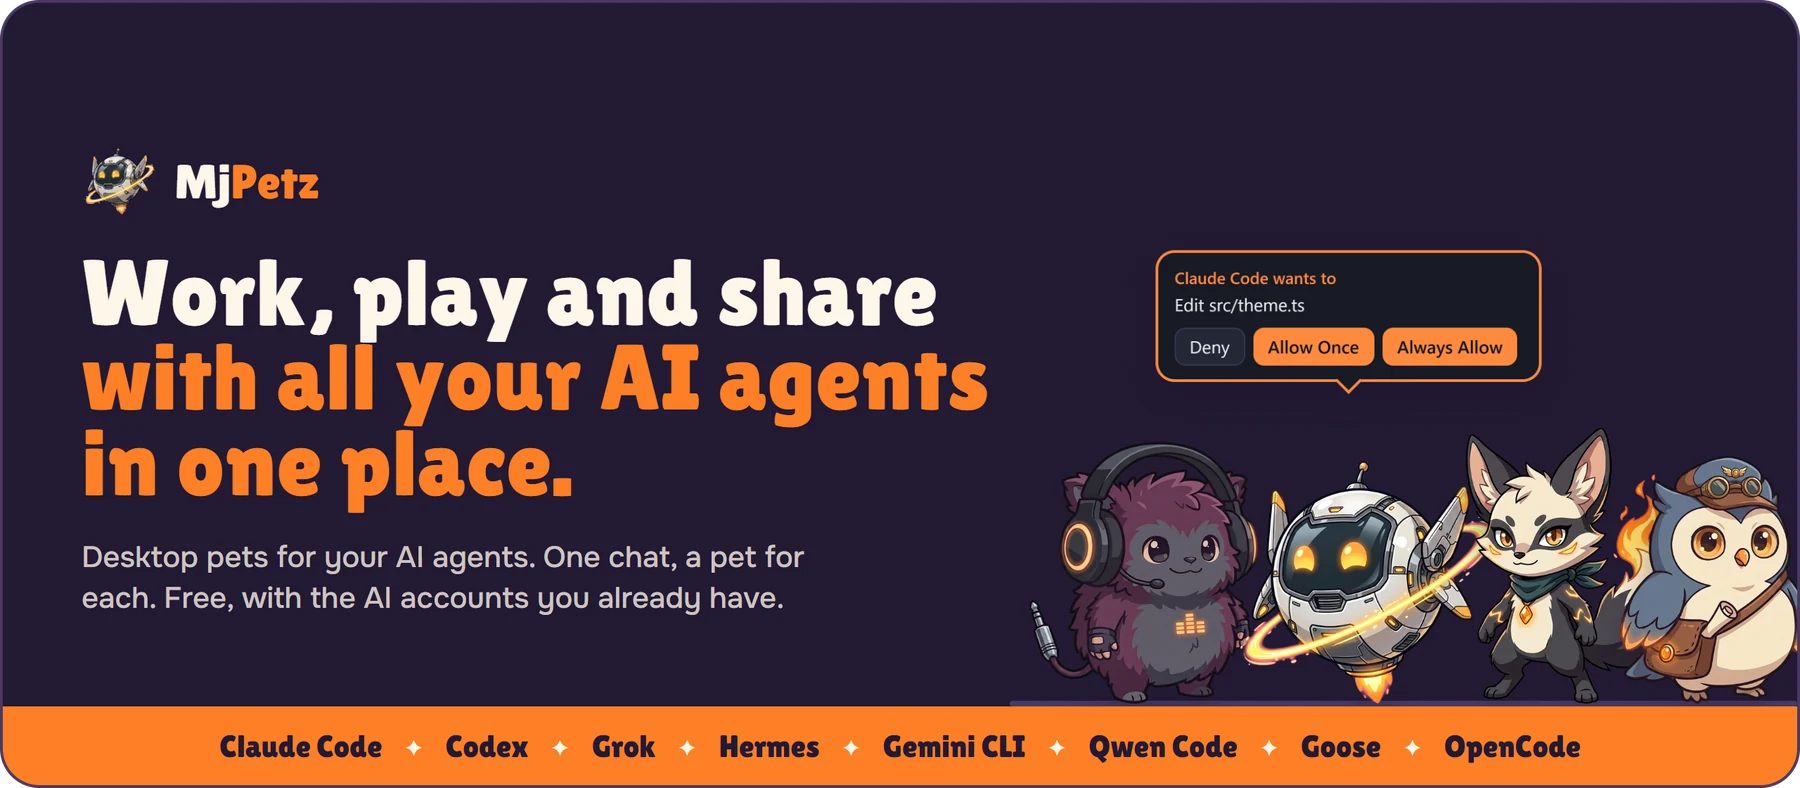 MjPetz
Work, play and share
with all your AI agents
in one place.
Desktop pets for your AI agents. One chat, a pet for
each. Free, with the AI accounts you already have.
Claude Code wants to
Edit src/theme.ts
Deny Allow Once Always Allow
Claude Code ✦ Codex ✦ Grok ✦ Hermes ✦ Gemini CLI ✦ Qwen Code ✦ Goose ✦ OpenCode